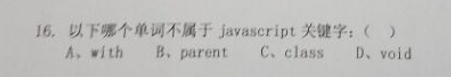 16. 以下哪个单词不属于 javascript 关键字：（ ）
A、with B、parent C、class D、void